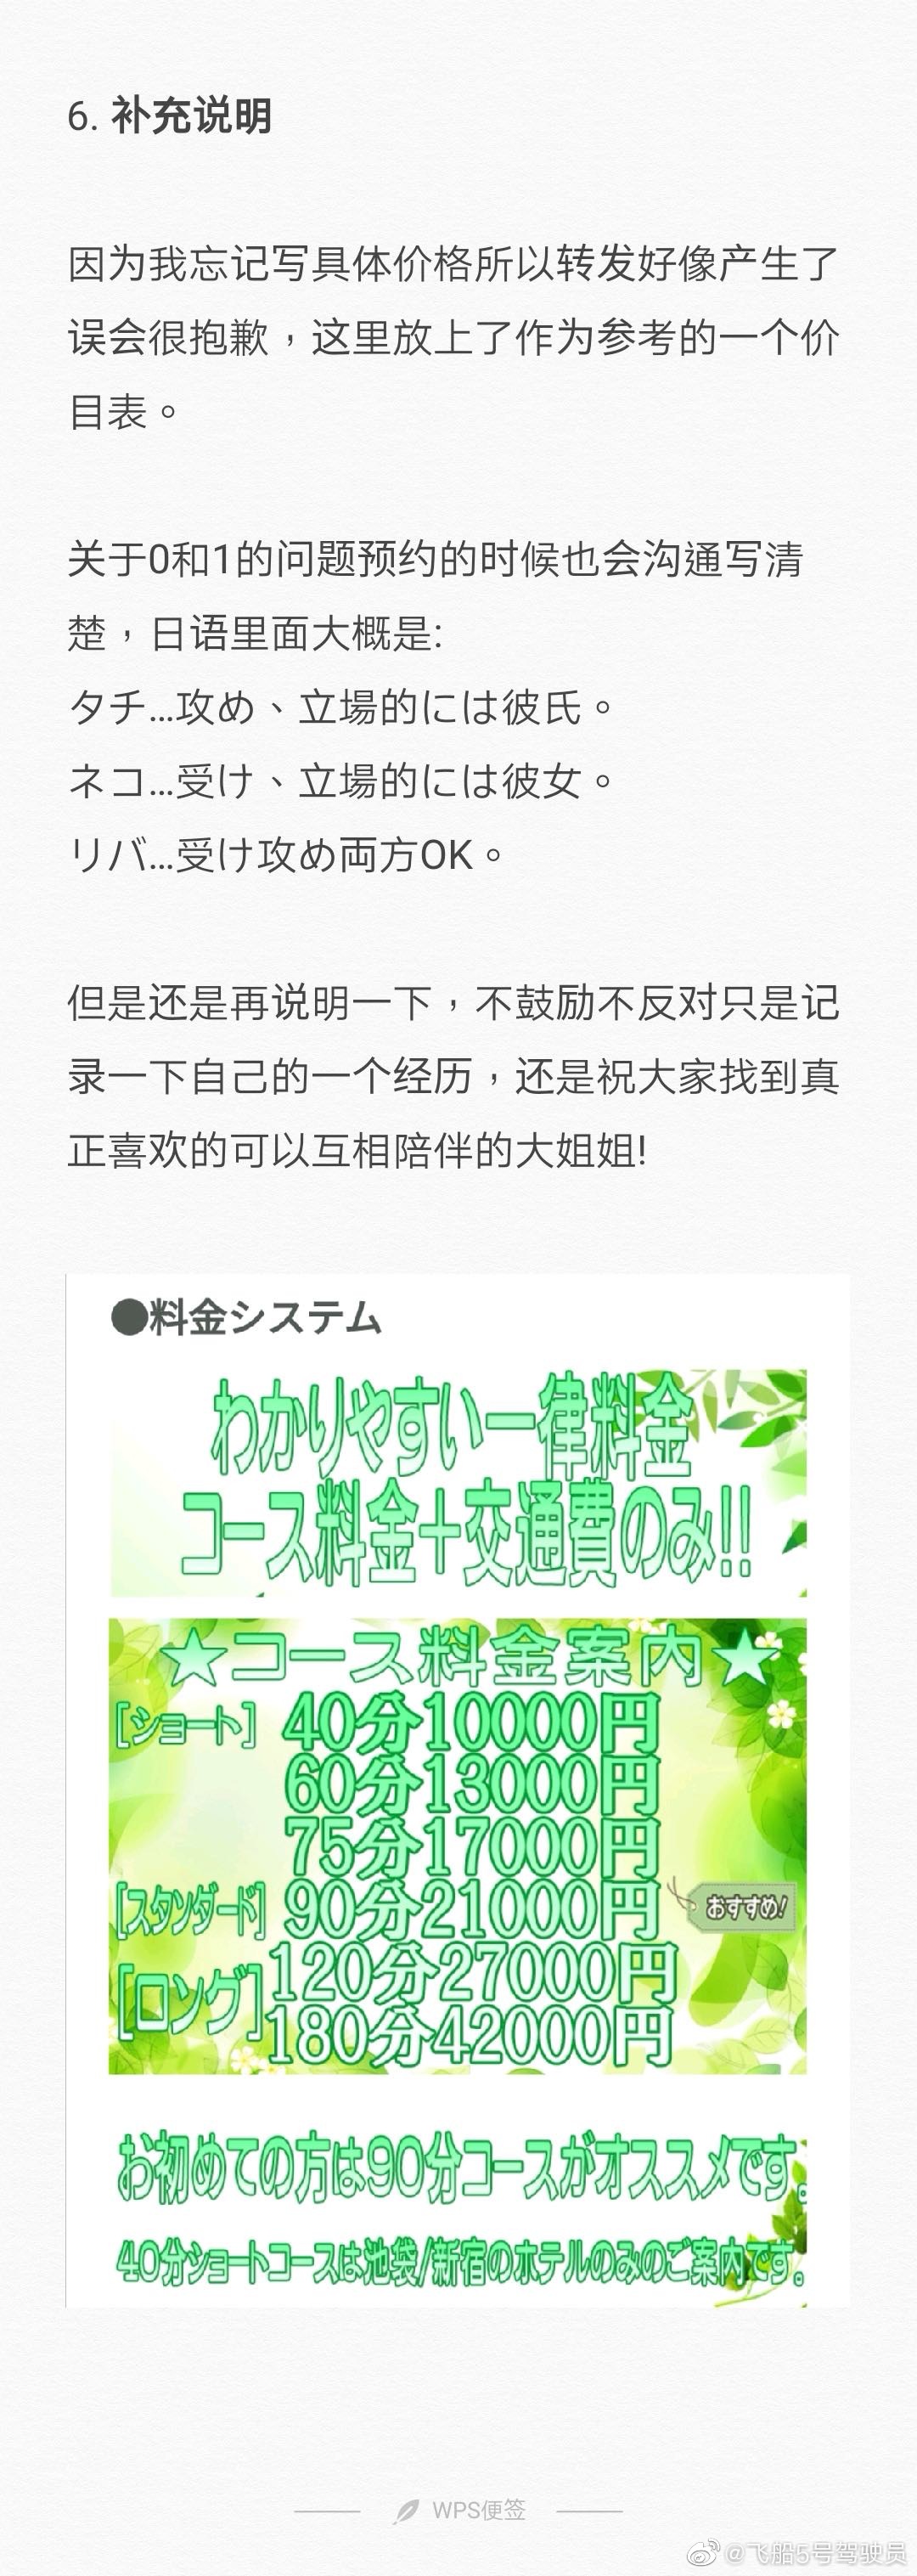 6. 补充说明
因为我忘记写具体价格所以转发好像产生了
误会很抱歉，这里放上了作为参考的一个价
目表。
关于0和1的问题预约的时候也会沟通写清
楚，日语里面大概是:
タチ…攻め、立場的には彼氏。
ネコ…受け、立場的には彼女。
リバ…受け攻め両方OK。
但是还是再说明一下，不鼓励不反对只是记
录一下自己的一个经历，还是祝大家找到真
正喜欢的可以互相陪伴的大姐姐!
●料金システム
わかりやすい一律料金
コース料金＋交通費のみ!!
★コース料金案内★
[ショート] 40分10000円
60分13000円
75分17000円
[スタンダード] 90分21000円 おすすめ!
[ロング] 120分27000円
180分42000円
お初めての方は90分コースがオススメです。
40分ショートコースは池袋/新宿のホテルのみのご案内です。
WPS便签
@飞船5号驾驶员